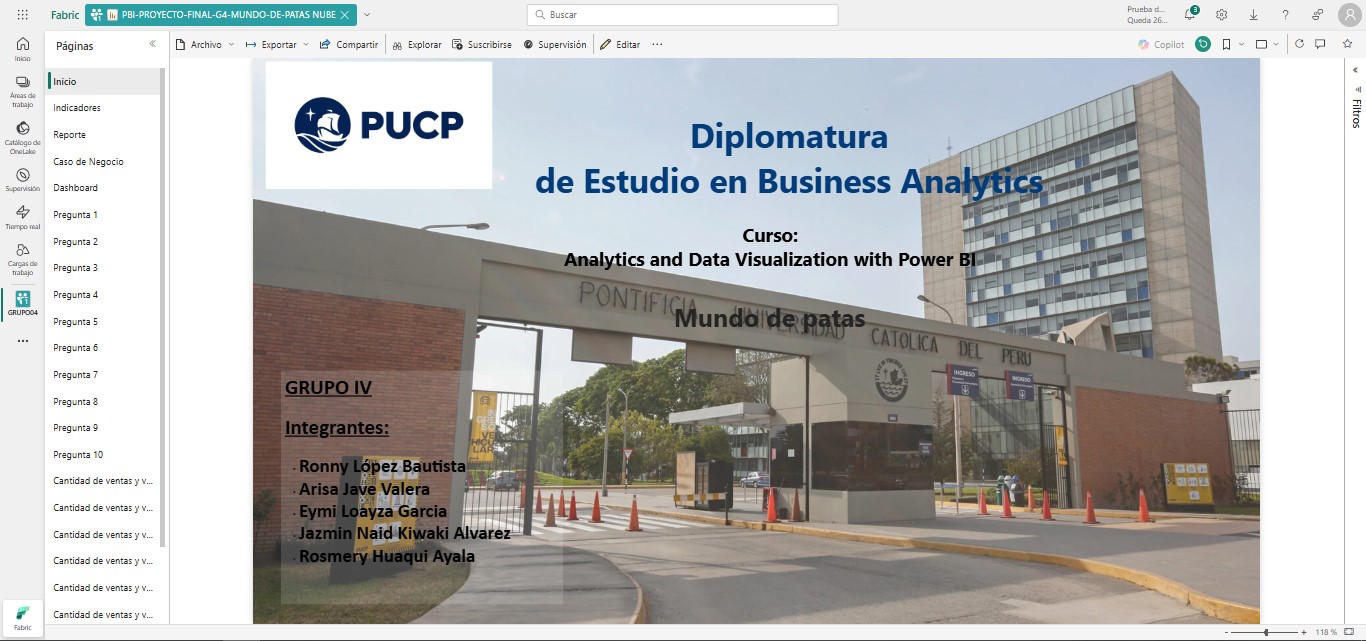 Fabric
PBI-PROYECTO-FINAL-G4-MUNDO-DE-PATAS NUBE
Buscar
Prueba d...
Queda 26...
3
Inicio
Áreas de trabajo
Catálogo de OneLake
Supervisión
Tiempo real
Cargas de trabajo
GRUPO04
Fabric
Páginas
Inicio
Indicadores
Reporte
Caso de Negocio
Dashboard
Pregunta 1
Pregunta 2
Pregunta 3
Pregunta 4
Pregunta 5
Pregunta 6
Pregunta 7
Pregunta 8
Pregunta 9
Pregunta 10
Cantidad de ventas y v...
Cantidad de ventas y v...
Cantidad de ventas y v...
Cantidad de ventas y v...
Cantidad de ventas y v...
Cantidad de ventas y v...
Archivo
Exportar
Compartir
Explorar
Suscribirse
Supervisión
Editar
Copilot
Filtros
PUCP
Diplomatura
de Estudio en Business Analytics
Curso:
Analytics and Data Visualization with Power BI
PONTIFICIA UNIVERSIDAD CATOLICA DEL PERU
Mundo de patas
INGRESO
INGRESO
GRUPO IV
Integrantes:
Ronny López Bautista
Arisa Jave Valera
Eymi Loayza Garcia
Jazmin Naid Kiwaki Alvarez
Rosmery Huaqui Ayala
118 %